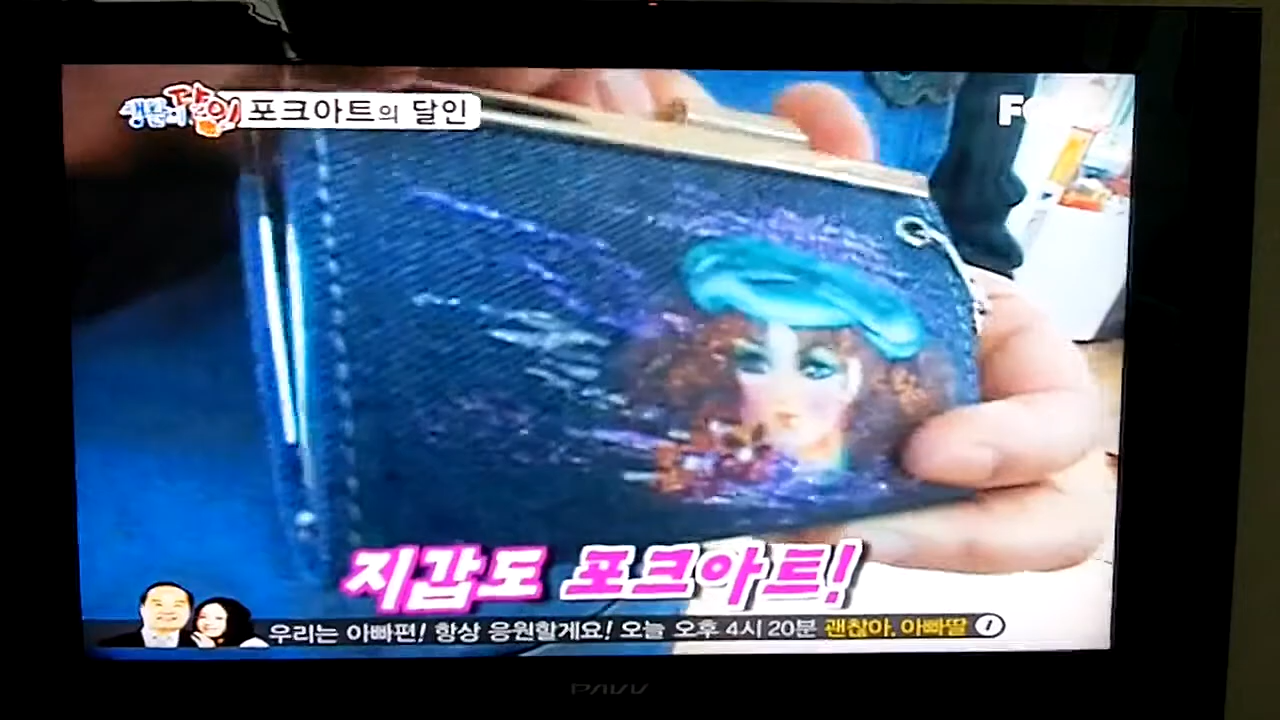 생활의 달인 포크아트의 달인
지갑도 포크아트!
우리는 아빠편! 항상 응원할게요! 오늘 오후 4시 20분 괜찮아, 아빠딸
PAVV